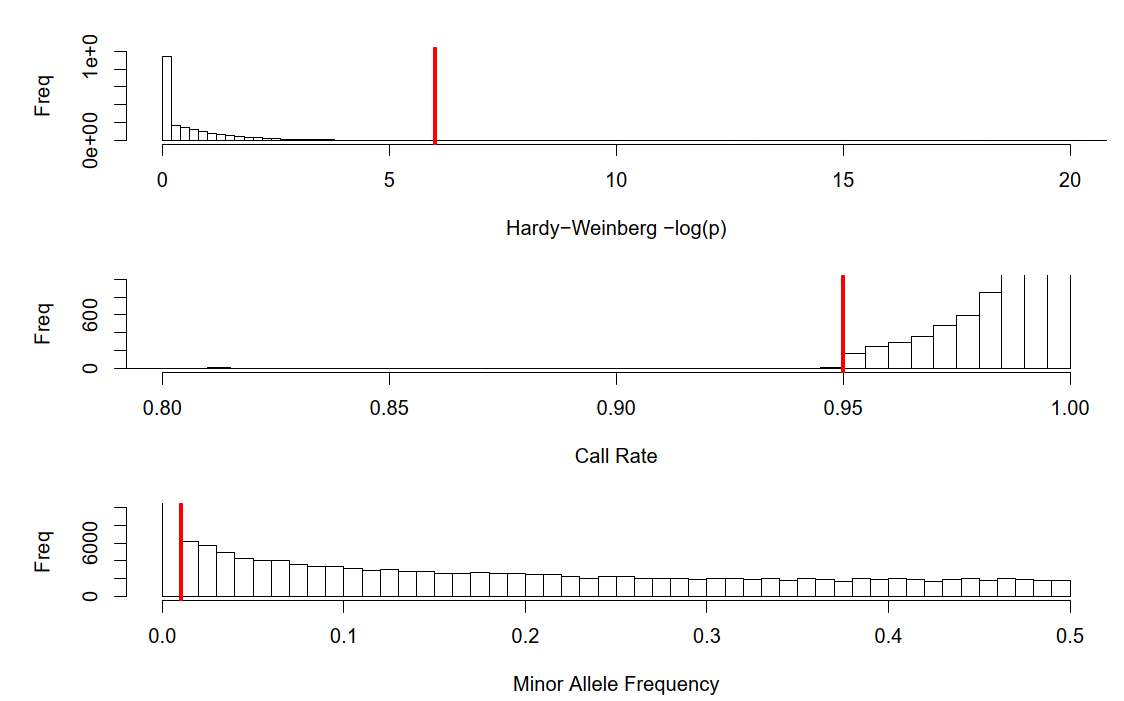 Freq
1e+0
0e+00
0 5 10 15 20
Hardy−Weinberg −log(p)
Freq
600
0
0.80 0.85 0.90 0.95 1.00
Call Rate
Freq
6000
0
0.0 0.1 0.2 0.3 0.4 0.5
Minor Allele Frequency